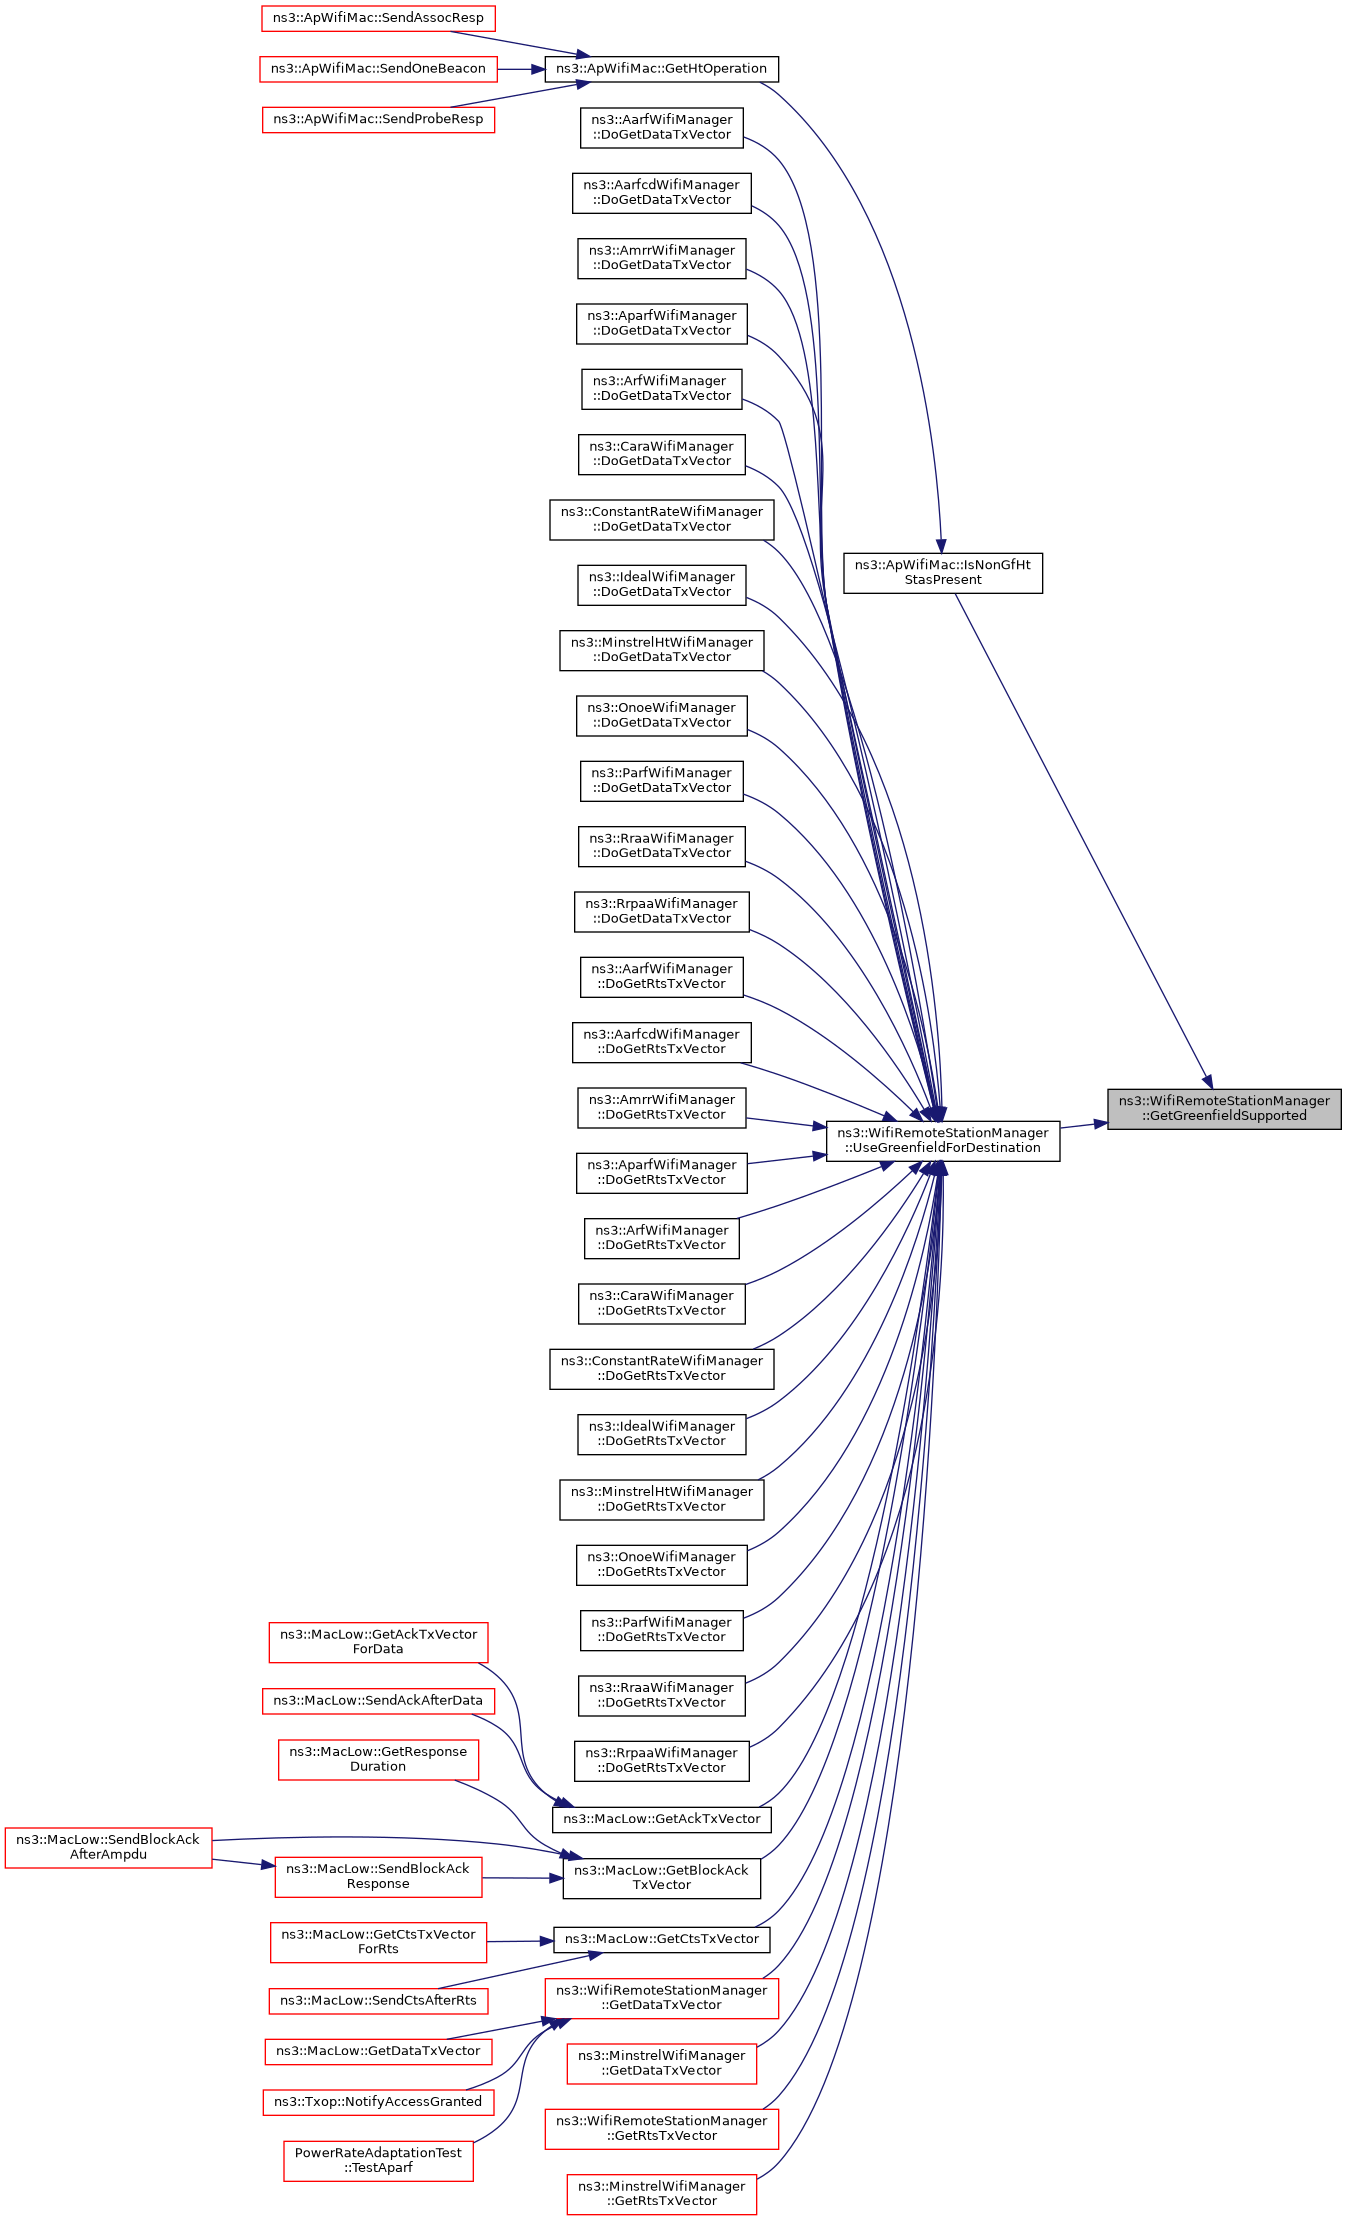 ns3::ApWifiMac::SendAssocResp
ns3::ApWifiMac::SendOneBeacon
ns3::ApWifiMac::SendProbeResp
ns3::ApWifiMac::GetHtOperation
ns3::AarfWifiManager
::DoGetDataTxVector
ns3::AarfcdWifiManager
::DoGetDataTxVector
ns3::AmrrWifiManager
::DoGetDataTxVector
ns3::AparfWifiManager
::DoGetDataTxVector
ns3::ArfWifiManager
::DoGetDataTxVector
ns3::CaraWifiManager
::DoGetDataTxVector
ns3::ConstantRateWifiManager
::DoGetDataTxVector
ns3::IdealWifiManager
::DoGetDataTxVector
ns3::MinstrelHtWifiManager
::DoGetDataTxVector
ns3::OnoeWifiManager
::DoGetDataTxVector
ns3::ParfWifiManager
::DoGetDataTxVector
ns3::RraaWifiManager
::DoGetDataTxVector
ns3::RrpaaWifiManager
::DoGetDataTxVector
ns3::AarfWifiManager
::DoGetRtsTxVector
ns3::AarfcdWifiManager
::DoGetRtsTxVector
ns3::AmrrWifiManager
::DoGetRtsTxVector
ns3::AparfWifiManager
::DoGetRtsTxVector
ns3::ArfWifiManager
::DoGetRtsTxVector
ns3::CaraWifiManager
::DoGetRtsTxVector
ns3::ConstantRateWifiManager
::DoGetRtsTxVector
ns3::IdealWifiManager
::DoGetRtsTxVector
ns3::MinstrelHtWifiManager
::DoGetRtsTxVector
ns3::OnoeWifiManager
::DoGetRtsTxVector
ns3::ParfWifiManager
::DoGetRtsTxVector
ns3::RraaWifiManager
::DoGetRtsTxVector
ns3::RrpaaWifiManager
::DoGetRtsTxVector
ns3::ApWifiMac::IsNonGfHt
StasPresent
ns3::WifiRemoteStationManager
::GetGreenfieldSupported
ns3::WifiRemoteStationManager
::UseGreenfieldForDestination
ns3::MacLow::GetAckTxVector
ForData
ns3::MacLow::SendAckAfterData
ns3::MacLow::GetResponse
Duration
ns3::MacLow::GetAckTxVector
ns3::MacLow::SendBlockAck
AfterAmpdu
ns3::MacLow::SendBlockAck
Response
ns3::MacLow::GetBlockAck
TxVector
ns3::MacLow::GetCtsTxVector
ForRts
ns3::MacLow::GetCtsTxVector
ns3::MacLow::SendCtsAfterRts
ns3::WifiRemoteStationManager
::GetDataTxVector
ns3::MacLow::GetDataTxVector
ns3::MinstrelWifiManager
::GetDataTxVector
ns3::Txop::NotifyAccessGranted
ns3::WifiRemoteStationManager
::GetRtsTxVector
PowerRateAdaptationTest
::TestAparf
ns3::MinstrelWifiManager
::GetRtsTxVector